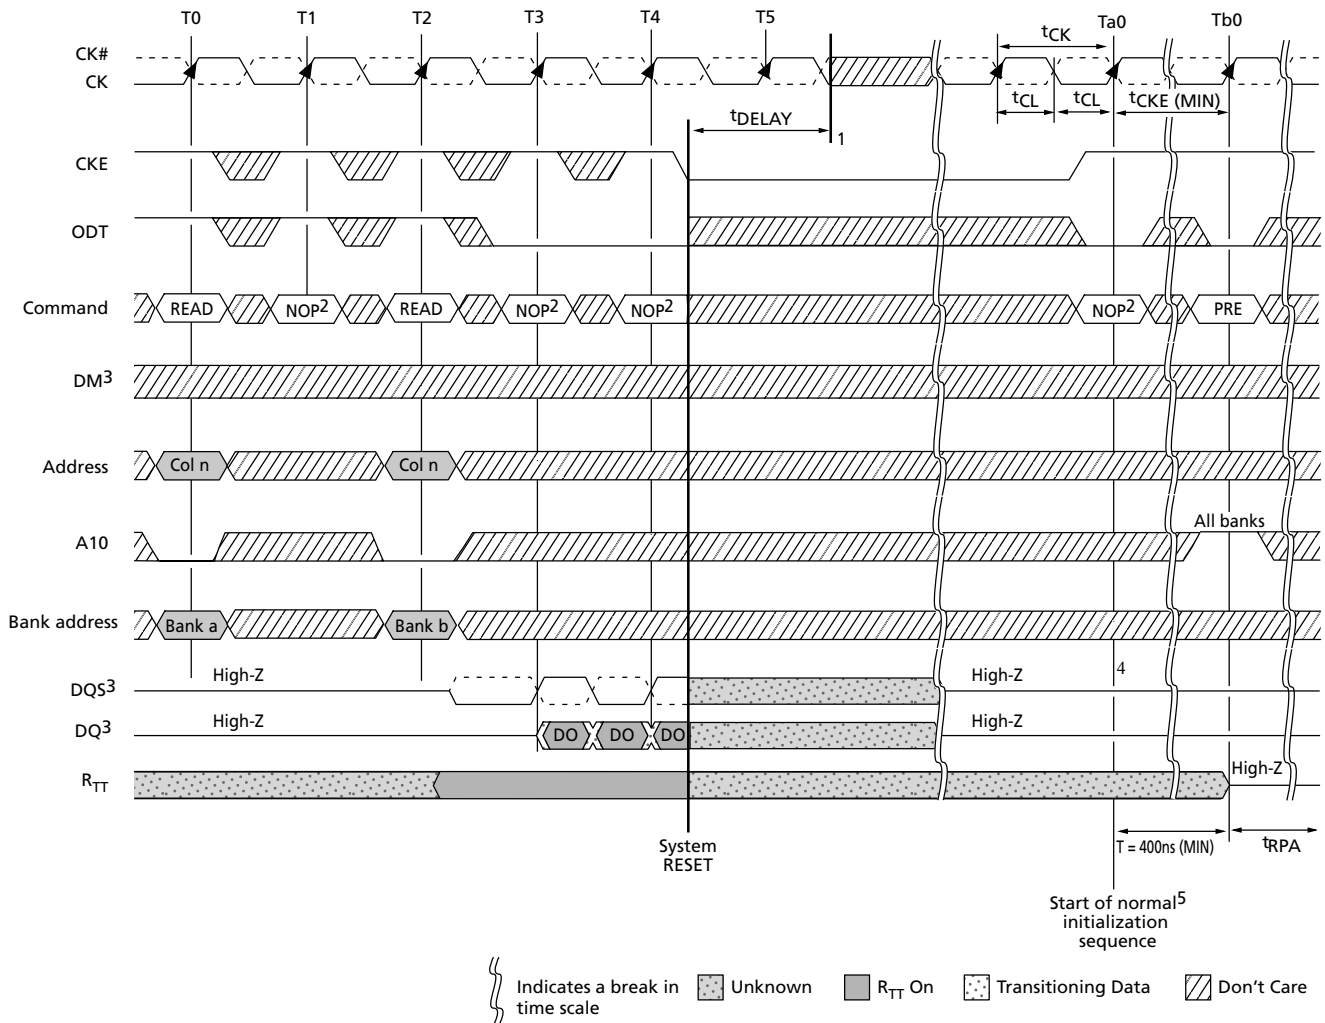 T0 T1 T2 T3 T4 T5 Ta0 Tb0
CK#
CK
tCK
tCL tCL tCKE (MIN)
tDELAY
1
CKE
ODT
Command READ NOP2 READ NOP2 NOP2 NOP2 PRE
DM3
Address Col n Col n
A10 All banks
Bank address Bank a Bank b
DQS3 High-Z High-Z 4
DQ3 High-Z DO DO DO High-Z
RTT High-Z
System
RESET
T = 400ns (MIN) tRPA
Start of normal5
initialization
sequence
Indicates a break in
time scale
Unknown
RTT On
Transitioning Data
Don't Care